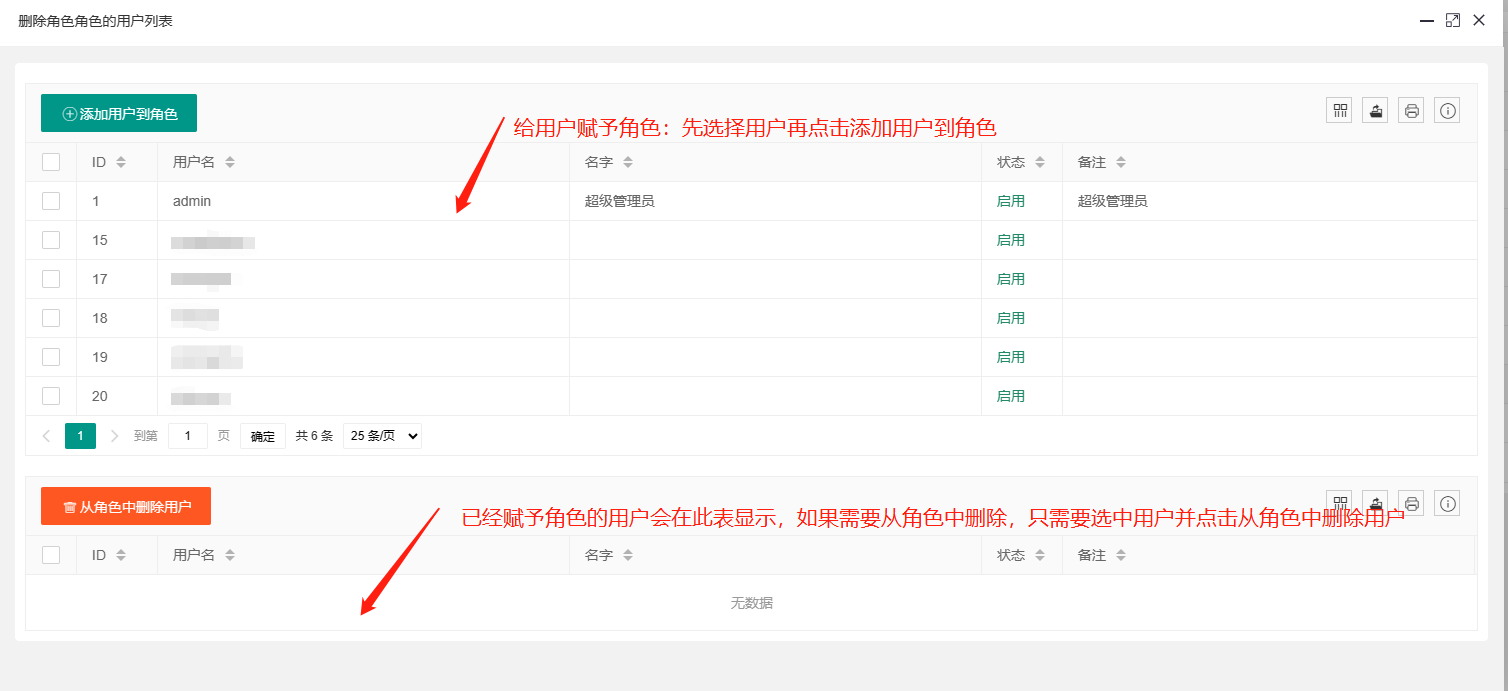 删除角色角色的用户列表
添加用户到角色
给用户赋予角色：先选择用户再点击添加用户到角色
ID 用户名 名字 状态 备注
1 admin 超级管理员 启用 超级管理员
15 启用
17 启用
18 启用
19 启用
20 启用
1 到第 1 页 确定 共 6 条 25 条/页
从角色中删除用户
已经赋予角色的用户会在此表显示，如果需要从角色中删除，只需要选中用户并点击从角色中删除用户
ID 用户名 名字 状态 备注
无数据